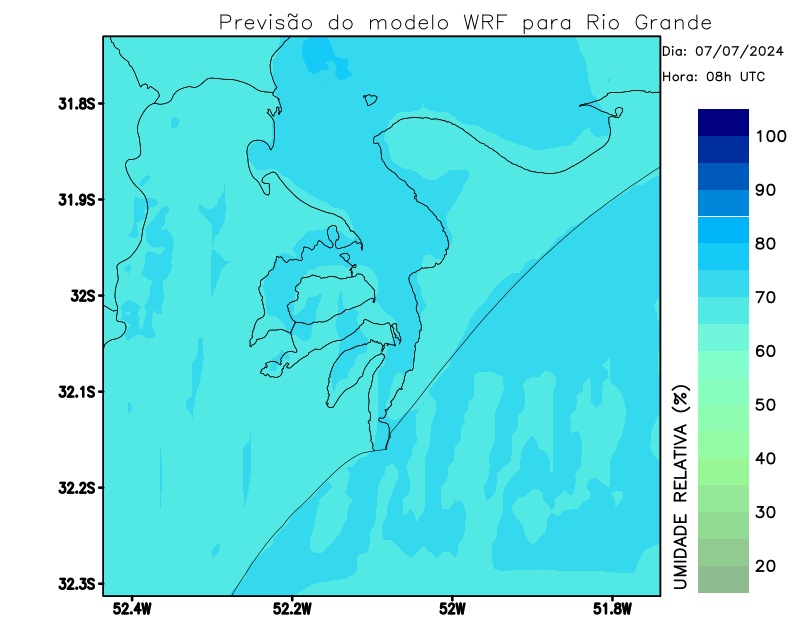 Previsão do modelo WRF para Rio Grande
Dia: 07/07/2024
Hora: 08h UTC
31.8S
31.9S
32S
32.1S
32.2S
32.3S
52.4W
52.2W
52W
51.8W
100
90
80
70
60
50
40
30
20
UMIDADE RELATIVA (%)